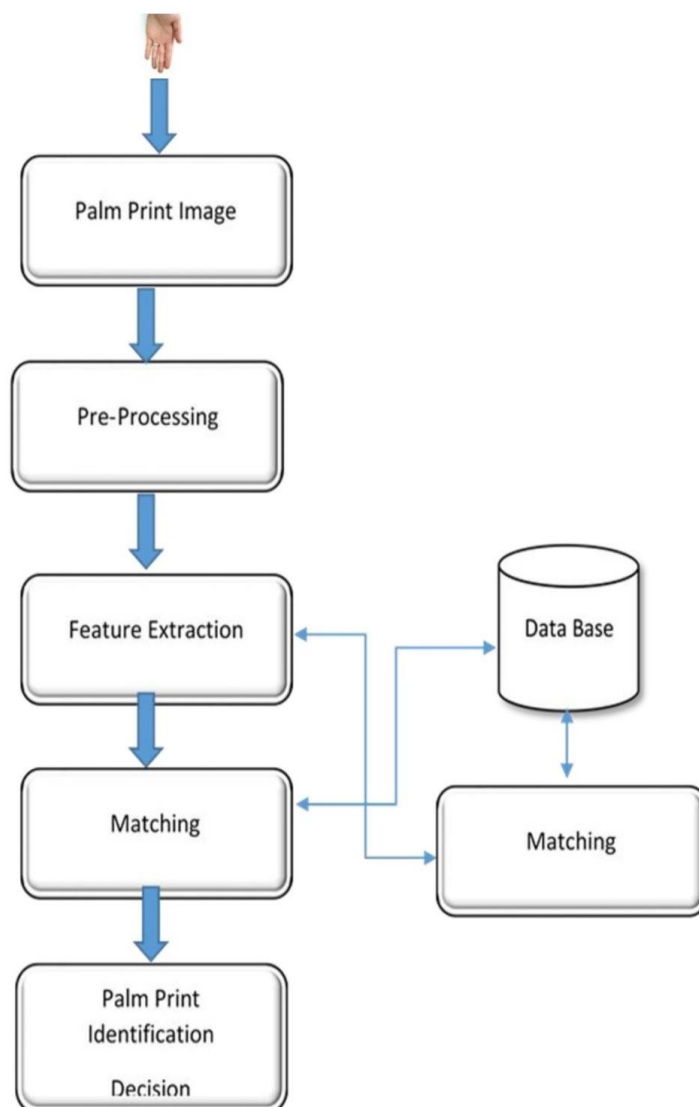 Palm Print Image
Pre-Processing
Feature Extraction
Data Base
Matching
Matching
Palm Print
Identification
Decision